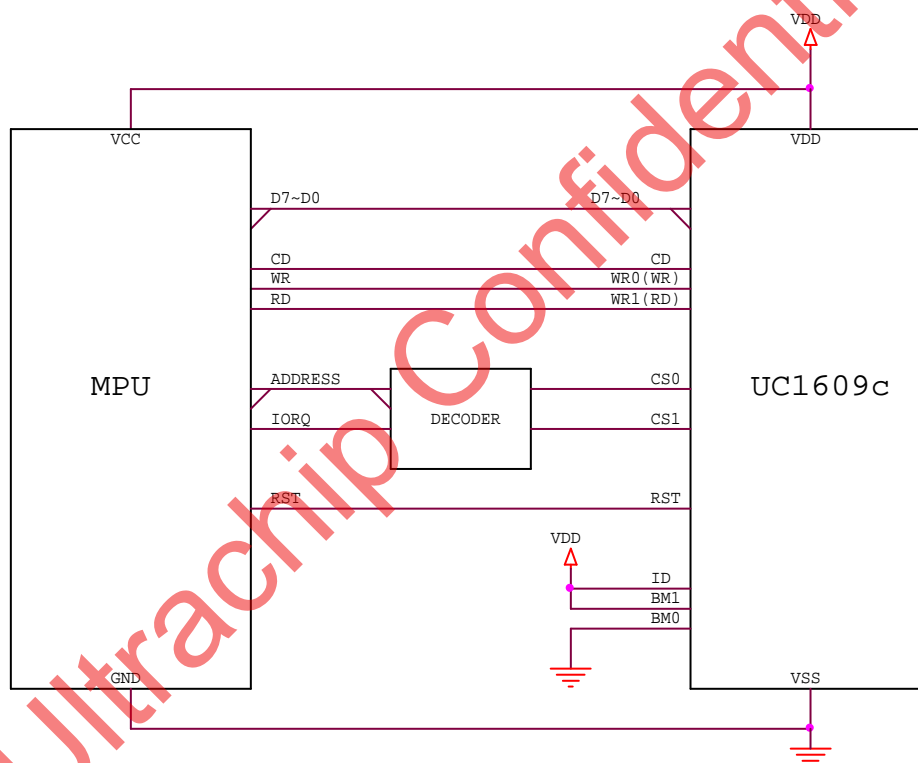 VDD
VCC
VDD
D7~D0
D7~D0
CD
CD
WR
WR0(WR)
RD
WR1(RD)
MPU
ADDRESS
CS0
UC1609c
DECODER
IORQ
CS1
RST
RST
VDD
ID
BM1
BM0
GND
VSS
Ultrachip Confidenti